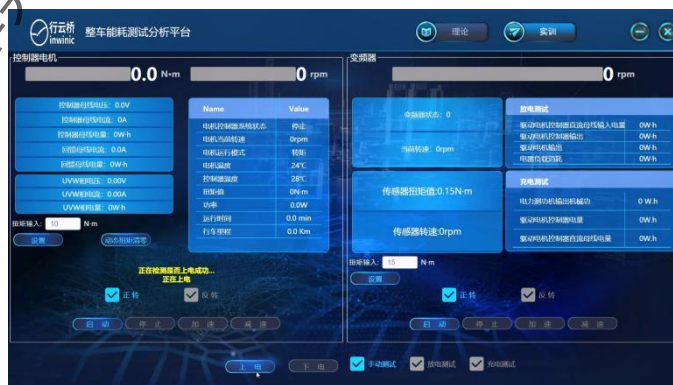 行云桥
inwinic
整车能耗测试分析平台
理论
实训
控制器电机
0.0 N·m
0 rpm
控制器母线电压：0.0V
控制器母线电流：0A
控制器母线电量：0W·h
回馈母线电流：0.0A
回馈母线电量：0W·h
UVW相电压：0.00V
UVW相电流：0.00A
UVW相电量：0W·h
Name Value
电机控制器系统状态 停止
电机当前转速 0rpm
电机运行模式 转矩
电机温度 24℃
控制器温度 28℃
扭矩值 0N·m
功率 0.0W
运行时间 0.0 min
行车里程 0.0 Km
扭矩输入： 10 N·m
设置
动态扭矩清零
正在检测是否上电成功...
正在上电
正转
反转
启动
停止
加速
减速
变频器
0 rpm
变频器状态：0
当前转速：0rpm
传感器扭矩值:0.15N·m
传感器转速:0rpm
放电测试
驱动电机控制器直流母线输入电量 0W.h
驱动电机控制器输出 0W.h
驱动电机输出 0W.h
电器负载消耗 0W.h
充电测试
电力测功机输出机械功 0 W.h
驱动电机控制器电量 0W.h
驱动电机控制器直流母线电量 0W.h
扭矩输入： 15 N·m
设置
正转
反转
启动
停止
加速
减速
上电
下电
手动测试
放电测试
充电测试